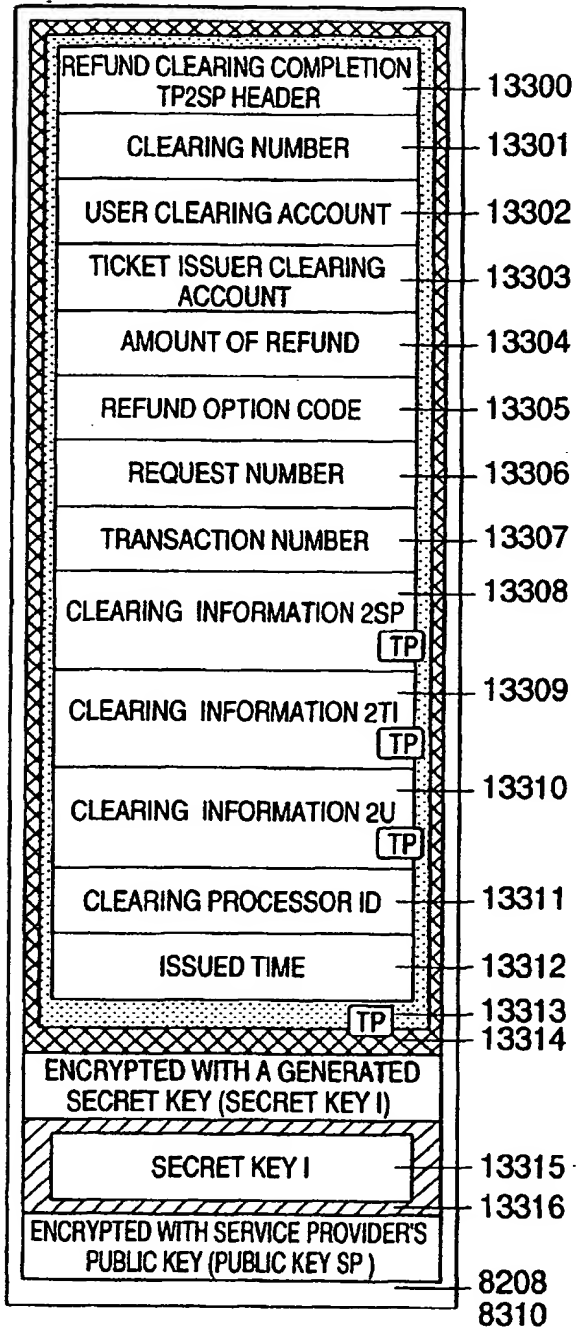 REFUND CLEARING COMPLETION
TP2SP HEADER
13300
CLEARING NUMBER
13301
USER CLEARING ACCOUNT
13302
TICKET ISSUER CLEARING
ACCOUNT
13303
AMOUNT OF REFUND
13304
REFUND OPTION CODE
13305
REQUEST NUMBER
13306
TRANSACTION NUMBER
13307
13308
CLEARING INFORMATION 2SP
TP
13309
CLEARING INFORMATION 2TI
TP
13310
CLEARING INFORMATION 2U
TP
CLEARING PROCESSOR ID
13311
ISSUED TIME
13312
TP
13313
13314
ENCRYPTED WITH A GENERATED
SECRET KEY (SECRET KEY I)
SECRET KEY I
13315
13316
ENCRYPTED WITH SERVICE PROVIDER'S
PUBLIC KEY (PUBLIC KEY SP )
8208
8310